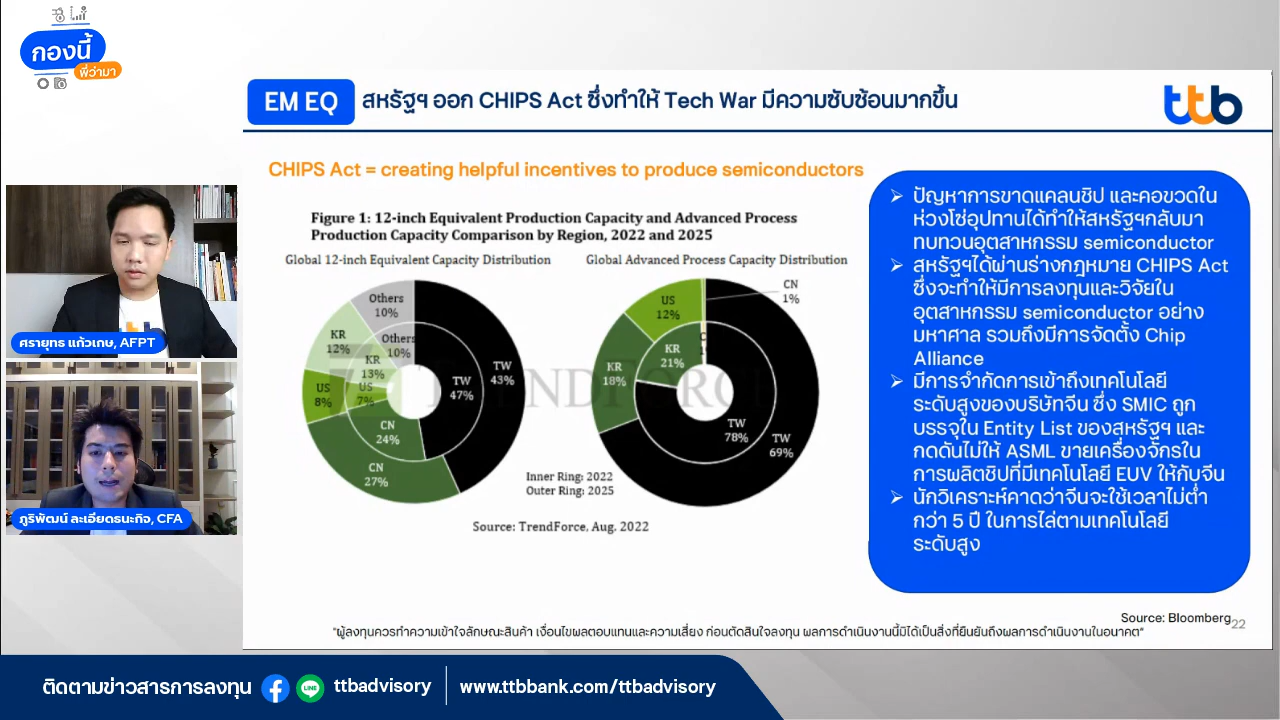 กองนี้
พี่ว่ามา
EM EQ
สหรัฐฯ ออก CHIPS Act ซึ่งทำให้ Tech War มีความซับซ้อนมากขึ้น
ttb
CHIPS Act = creating helpful incentives to produce semiconductors
Figure 1: 12-inch Equivalent Production Capacity and Advanced Process
Production Capacity Comparison by Region, 2022 and 2025
Global 12-inch Equivalent Capacity Distribution
Others
10%
Others
10%
KR
12%
KR
13%
US
8%
US
7%
CN
24%
CN
27%
TW
47%
TW
43%
Global Advanced Process Capacity Distribution
CN
1%
US
12%
KR
21%
KR
18%
TW
78%
TW
69%
TRENDFORCE
Inner Ring: 2022
Outer Ring: 2025
Source: TrendForce, Aug. 2022
➢ ปัญหาการขาดแคลนชิป และคอขวดใน
ห่วงโซ่อุปทานได้ทำให้สหรัฐฯกลับมา
ทบทวนอุตสาหกรรม semiconductor
➢ สหรัฐฯได้ผ่านร่างกฎหมาย CHIPS Act
ซึ่งจะทำให้มีการลงทุนและวิจัยใน
อุตสาหกรรม semiconductor อย่าง
มหาศาล รวมถึงมีการจัดตั้ง Chip
Alliance
➢ มีการจำกัดการเข้าถึงเทคโนโลยี
ระดับสูงของบริษัทจีน ซึ่ง SMIC ถูก
บรรจุใน Entity List ของสหรัฐฯ และ
กดดันไม่ให้ ASML ขายเครื่องจักรใน
การผลิตชิปที่มีเทคโนโลยี EUV ให้กับจีน
➢ นักวิเคราะห์คาดว่าจีนจะใช้เวลาไม่ต่ำ
กว่า 5 ปี ในการไล่ตามเทคโนโลยี
ระดับสูง
ศรายุทธ แก้วเกษ, AFPT
ภูริพัฒน์ ละเอียดธนะกิจ, CFA
Source: Bloomberg
22
"ผู้ลงทุนควรทำความเข้าใจลักษณะสินค้า เงื่อนไขผลตอบแทนและความเสี่ยง ก่อนตัดสินใจลงทุน ผลการดำเนินงานนี้มิได้เป็นสิ่งที่ยืนยันถึงผลการดำเนินงานในอนาคต"
ติดตามข่าวสารการลงทุน f LINE ttbadvisory | www.ttbbank.com/ttbadvisory